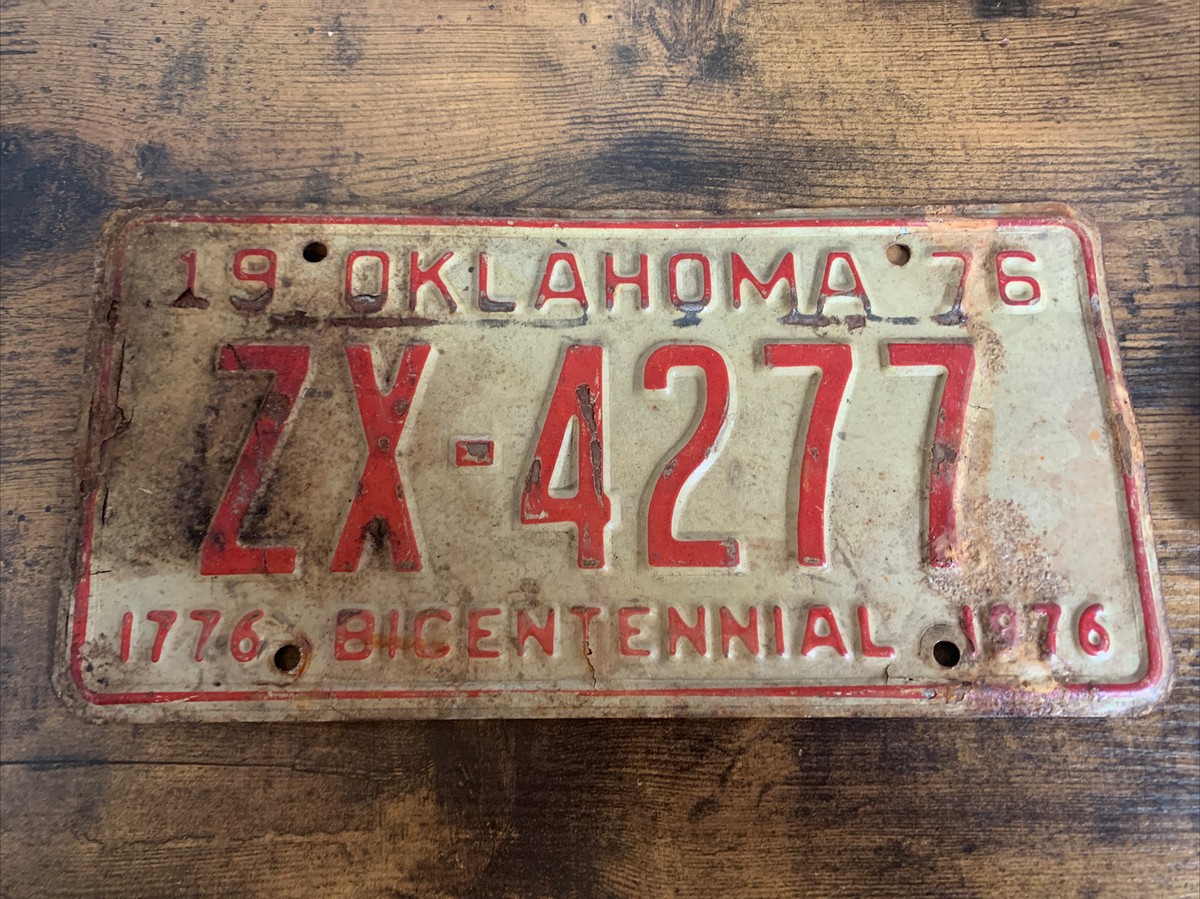 19 OKLAHOMA 76
ZX-4277
1776 BICENTENNIAL 1976